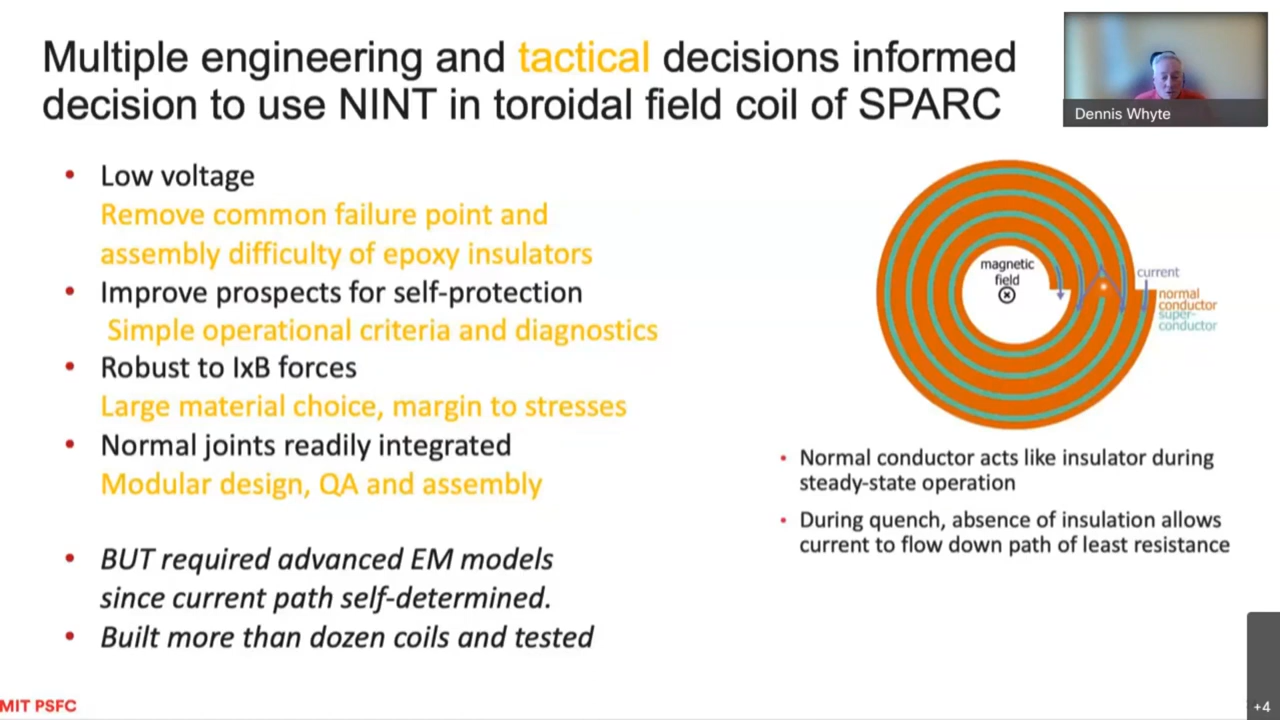 Multiple engineering and tactical decisions informed
decision to use NINT in toroidal field coil of SPARC
Dennis Whyte
• Low voltage
Remove common failure point and
assembly difficulty of epoxy insulators
• Improve prospects for self-protection
Simple operational criteria and diagnostics
• Robust to IxB forces
Large material choice, margin to stresses
• Normal joints readily integrated
Modular design, QA and assembly
• BUT required advanced EM models
since current path self-determined.
• Built more than dozen coils and tested
magnetic
field
current
normal
conductor
super-
conductor
• Normal conductor acts like insulator during
steady-state operation
• During quench, absence of insulation allows
current to flow down path of least resistance
MIT PSFC
+4